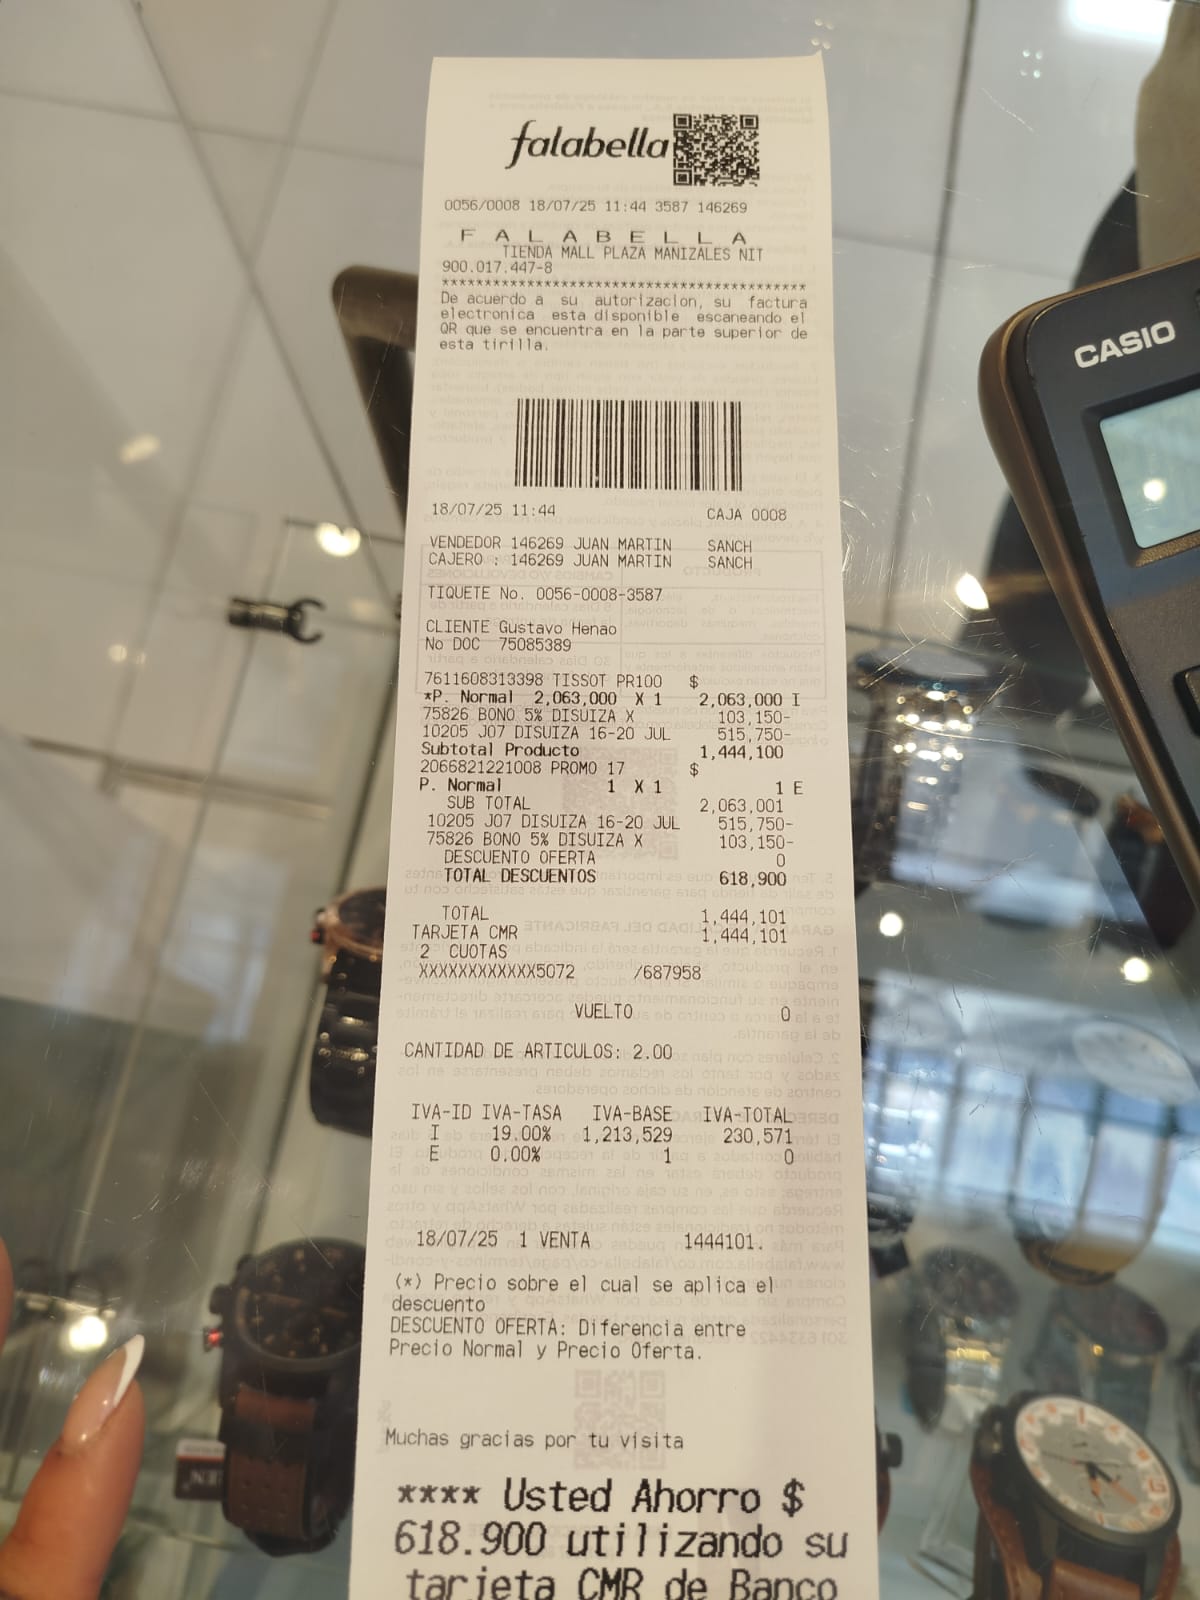 falabella
0056/0008 18/07/25 11:44 3587 146269
F A L A B E L L A
TIENDA MALL PLAZA MANIZALES NIT
900.017.447-8
******************************************
De acuerdo a su autorizacion, su factura
electronica esta disponible escaneando el
QR que se encuentra en la parte superior de
esta tirilla.
CASIO
18/07/25 11:44 CAJA 0008
VENDEDOR 146269 JUAN MARTIN SANCH
CAJERO : 146269 JUAN MARTIN SANCH
TIQUETE No. 0056-0008-3587
CLIENTE Gustavo Henao
No DOC 75085389
7611608313398 TISSOT PR100 $
*P. Normal 2,063,000 X 1 2,063,000 I
75826 BONO 5% DISUIZA X 103,150-
10205 J07 DISUIZA 16-20 JUL 515,750-
Subtotal Producto 1,444,100
2066821221008 PROMO 17 $
P. Normal 1 X 1 1 E
SUB TOTAL 2,063,001
10205 J07 DISUIZA 16-20 JUL 515,750-
75826 BONO 5% DISUIZA X 103,150-
DESCUENTO OFERTA 0
TOTAL DESCUENTOS 618,900
TOTAL 1,444,101
TARJETA CMR 1,444,101
2 CUOTAS
XXXXXXXXXXXX5072 /687958
VUELTO 0
CANTIDAD DE ARTICULOS: 2.00
IVA-ID IVA-TASA IVA-BASE IVA-TOTAL
I 19.00% 1,213,529 230,571
E 0.00% 1 0
18/07/25 1 VENTA 1444101.
(*) Precio sobre el cual se aplica el
descuento
DESCUENTO OFERTA: Diferencia entre
Precio Normal y Precio Oferta.
Muchas gracias por tu visita
**** Usted Ahorro $
618.900 utilizando su
tarjeta CMR de Banco